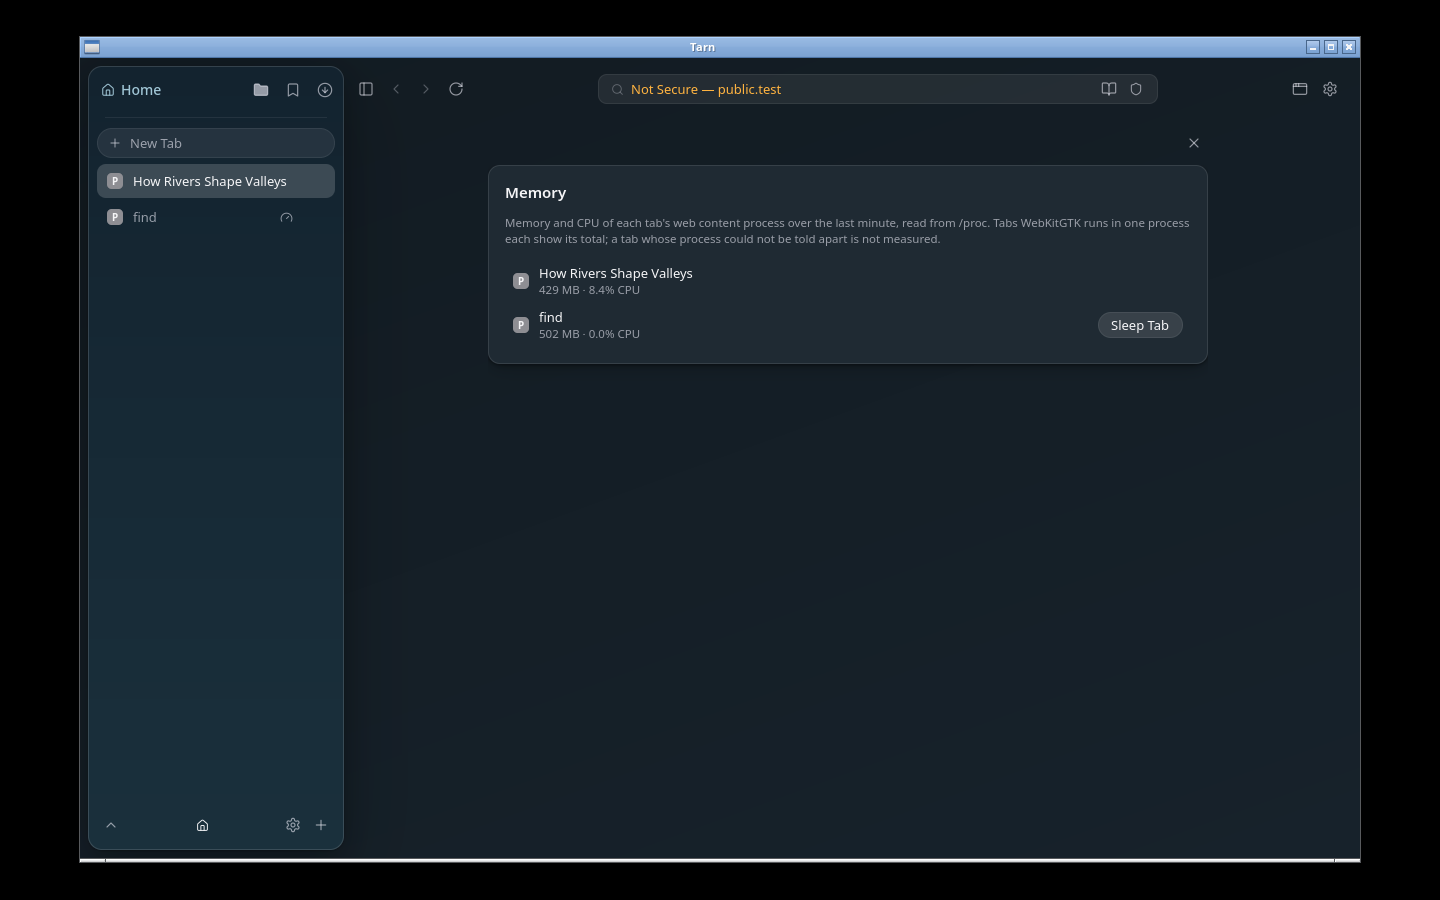 Tarn
Home
Not Secure — public.test
New Tab
P How Rivers Shape Valleys
P find
Memory
Memory and CPU of each tab's web content process over the last minute, read from /proc. Tabs WebKitGTK runs in one process
each show its total; a tab whose process could not be told apart is not measured.
P How Rivers Shape Valleys
429 MB · 8.4% CPU
P find
502 MB · 0.0% CPU
Sleep Tab